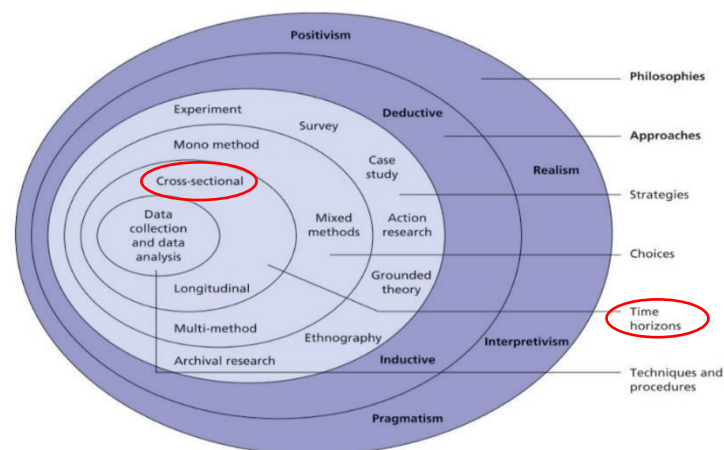 Positivism
Philosophies
Experiment
Deductive
Survey
Approaches
Mono method
Case
study
Realism
Cross-sectional
Strategies
Data
collection
and data
analysis
Mixed
methods
Action
research
Choices
Longitudinal
Grounded
theory
Time
horizons
Multi-method
Ethnography
Interpretivism
Archival research
Inductive
Techniques and
procedures
Pragmatism